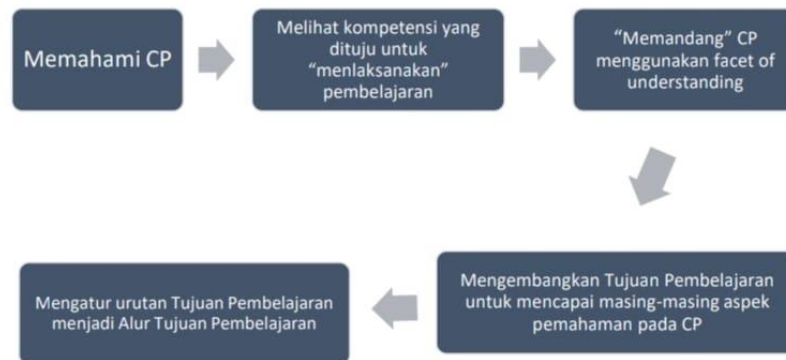 Memahami CP
Melihat kompetensi yang
dituju untuk
“menlaksanakan”
pembelajaran
“Memandang” CP
menggunakan facet of
understanding
Mengembangkan Tujuan Pembelajaran
untuk mencapai masing-masing aspek
pemahaman pada CP
Mengatur urutan Tujuan Pembelajaran
menjadi Alur Tujuan Pembelajaran